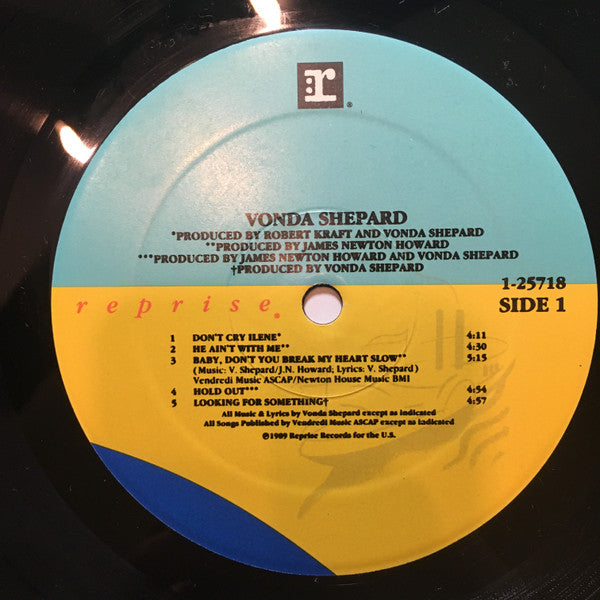 r
®
VONDA SHEPARD
*PRODUCED BY ROBERT KRAFT AND VONDA SHEPARD
**PRODUCED BY JAMES NEWTON HOWARD
***PRODUCED BY JAMES NEWTON HOWARD AND VONDA SHEPARD
†PRODUCED BY VONDA SHEPARD
1-25718
reprise SIDE 1
1 DON'T CRY ILENE* 4:11
2 HE AIN'T WITH ME** 4:30
3 BABY, DON'T YOU BREAK MY HEART SLOW** 5:15
(Music: V. Shepard/J.N. Howard; Lyrics: V. Shepard)
Vendredi Music ASCAP/Newton House Music BMI
4 HOLD OUT*** 4:54
5 LOOKING FOR SOMETHING† 4:57
All Music & Lyrics by Vonda Shepard except as indicated
All Songs Published by Vendredi Music ASCAP except as indicated
℗1989 Reprise Records for the U.S.